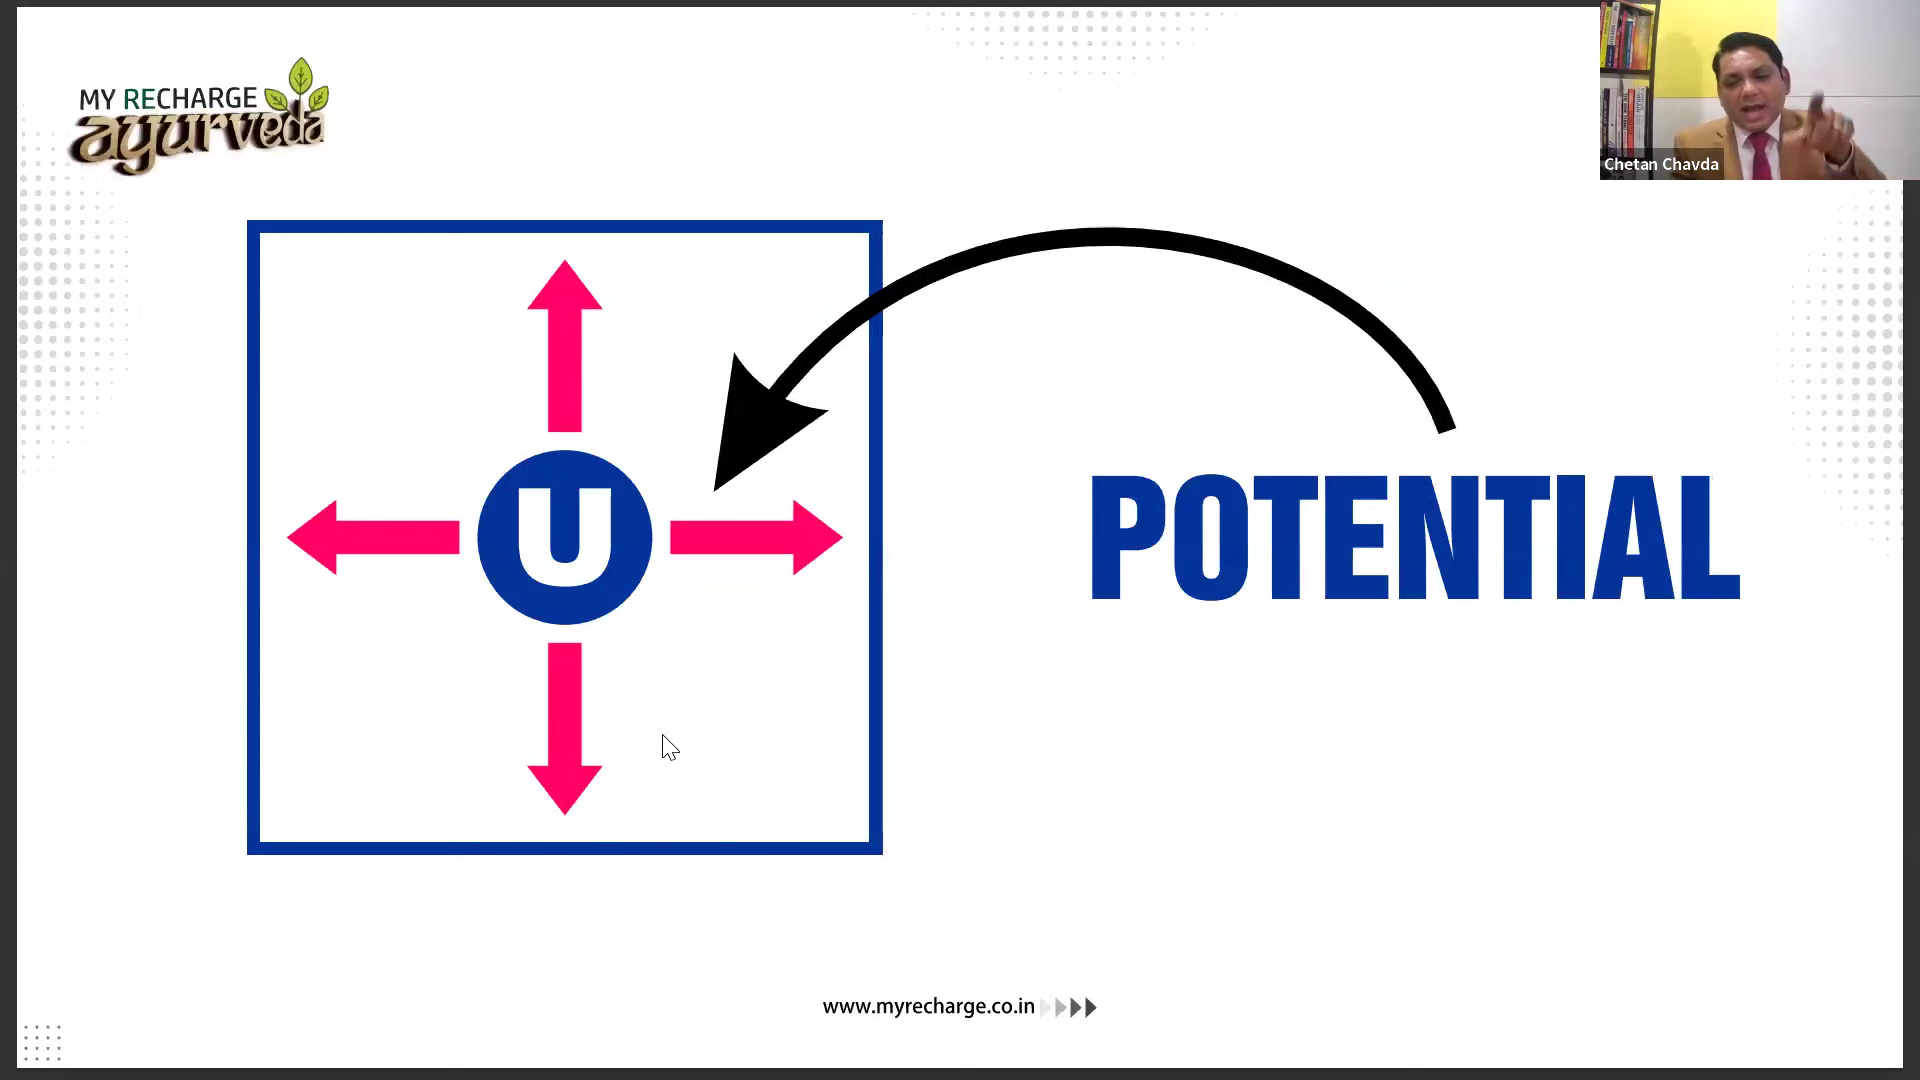 MY RECHARGE
ayurveda
Chetan Chavda
U
POTENTIAL
www.myrecharge.co.in